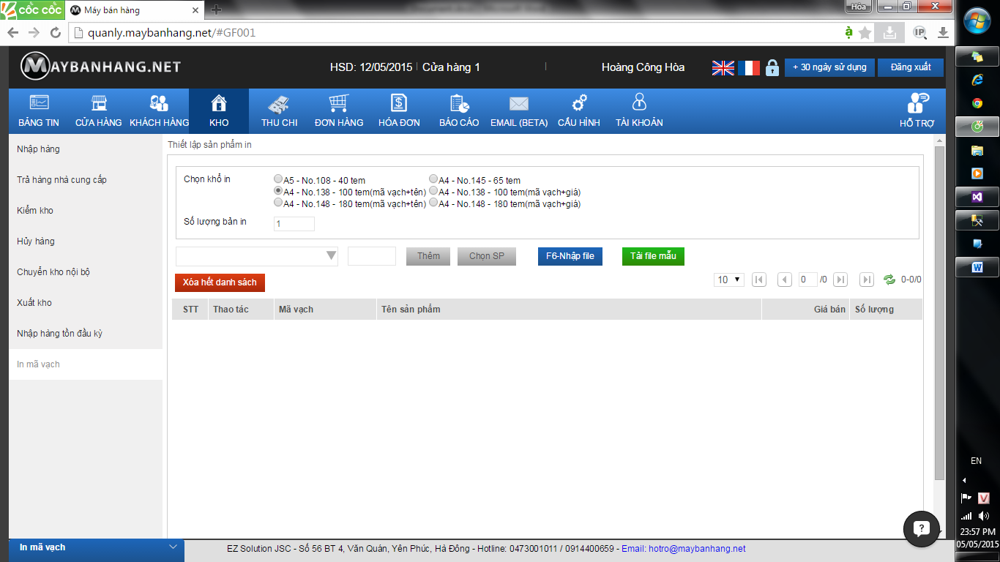 CỐC CỐC
Máy bán hàng
Hòa
quanly.maybanhang.net/#GF001
IP
MAYBANHANG.NET
HSD: 12/05/2015
Cửa hàng 1
Hoàng Công Hòa
+ 30 ngày sử dụng
Đăng xuất
BẢNG TIN
CỬA HÀNG
KHÁCH HÀNG
KHO
THU CHI
ĐƠN HÀNG
HÓA ĐƠN
BÁO CÁO
EMAIL (BETA)
CẤU HÌNH
TÀI KHOẢN
HỖ TRỢ
Nhập hàng
Trả hàng nhà cung cấp
Kiểm kho
Hủy hàng
Chuyển kho nội bộ
Xuất kho
Nhập hàng tồn đầu kỳ
In mã vạch
Thiết lập sản phẩm in
Chọn khổ in
A5 - No.108 - 40 tem
A4 - No.145 - 65 tem
A4 - No.138 - 100 tem(mã vạch+tên)
A4 - No.138 - 100 tem(mã vạch+giá)
A4 - No.148 - 180 tem(mã vạch+tên)
A4 - No.148 - 180 tem(mã vạch+giá)
Số lượng bản in
1
Thêm
Chọn SP
F6-Nhập file
Tải file mẫu
Xóa hết danh sách
10
0
/0
0-0/0
STT
Thao tác
Mã vạch
Tên sản phẩm
Giá bán
Số lượng
In mã vạch
EZ Solution JSC - Số 56 BT 4, Văn Quán, Yên Phúc, Hà Đông - Hotline: 0473001011 / 0914400659 - Email: hotro@maybanhang.net
EN
23:57 PM
05/05/2015